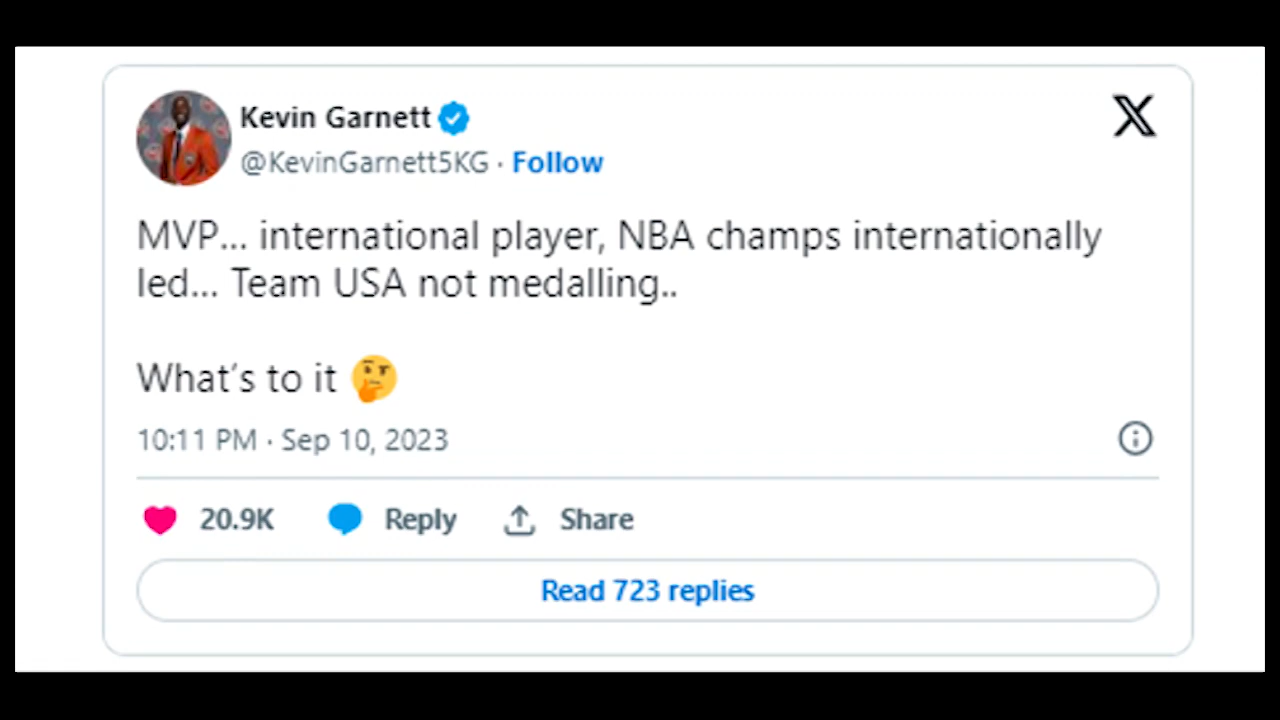 Kevin Garnett
@KevinGarnett5KG · Follow
MVP... international player, NBA champs internationally
led... Team USA not medalling..
What's to it 🤔
10:11 PM · Sep 10, 2023
20.9K Reply Share
Read 723 replies